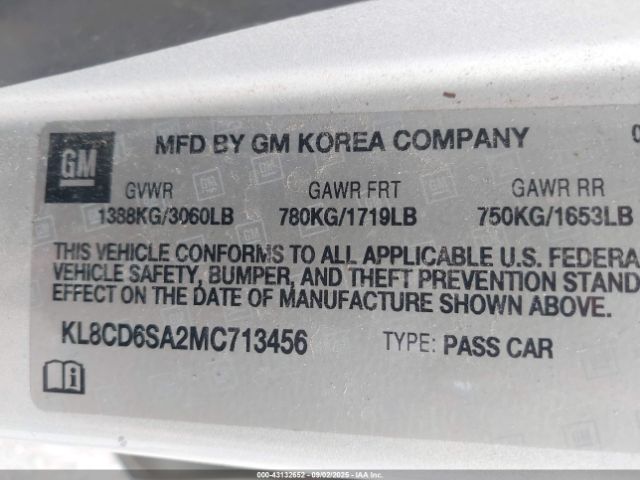 GM
MFD BY GM KOREA COMPANY
GVWR GAWR FRT GAWR RR
1388KG/3060LB 780KG/1719LB 750KG/1653LB
THIS VEHICLE CONFORMS TO ALL APPLICABLE U.S. FEDERA
VEHICLE SAFETY, BUMPER, AND THEFT PREVENTION STAND
EFFECT ON THE DATE OF MANUFACTURE SHOWN ABOVE.
KL8CD6SA2MC713456 TYPE: PASS CAR
© IAA - 43132652 - 09/02/2025 - IAA, Inc.